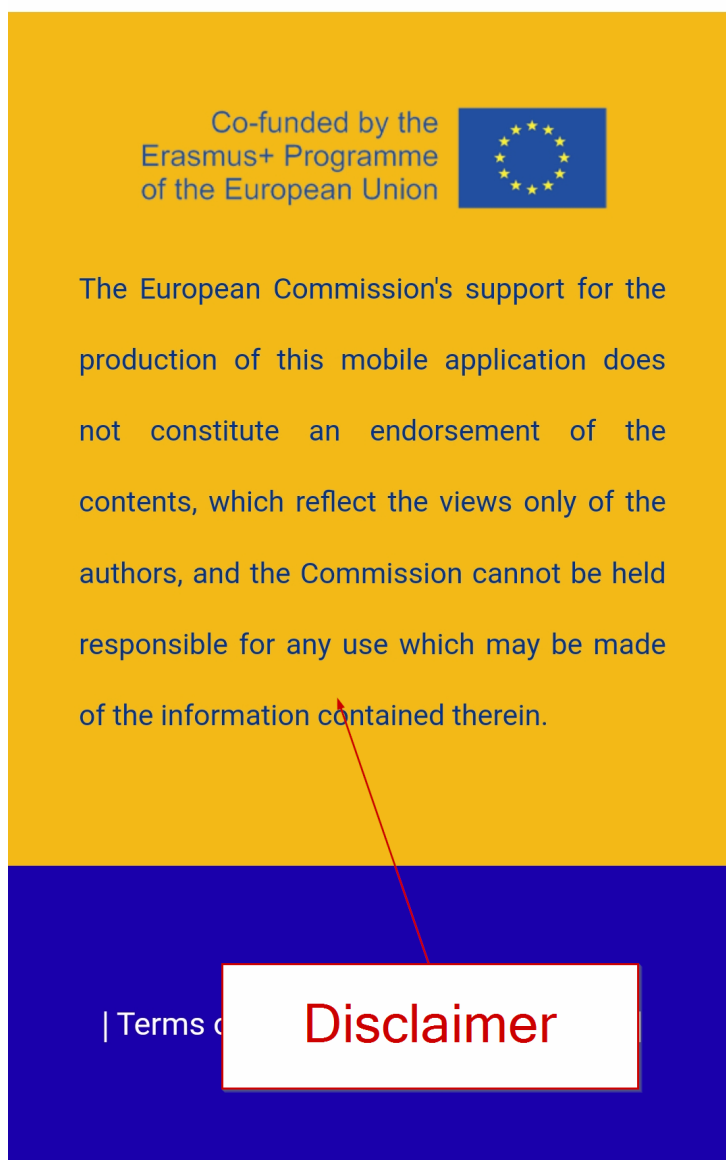 Co-funded by the
Erasmus+ Programme
of the European Union
The European Commission's support for the
production of this mobile application does
not constitute an endorsement of the
contents, which reflect the views only of the
authors, and the Commission cannot be held
responsible for any use which may be made
of the information contained therein.
| Terms
Disclaimer
|